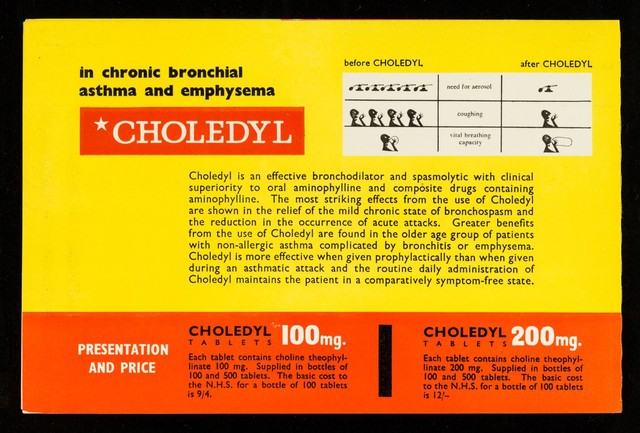 in chronic bronchial
asthma and emphysema
*CHOLEDYL
before CHOLEDYL
after CHOLEDYL
need for aerosol
coughing
vital breathing
capacity
Choledyl is an effective bronchodilator and spasmolytic with clinical
superiority to oral aminophylline and composite drugs containing
aminophylline. The most striking effects from the use of Choledyl
are shown in the relief of the mild chronic state of bronchospasm and
the reduction in the occurrence of acute attacks. Greater benefits
from the use of Choledyl are found in the older age group of patients
with non-allergic asthma complicated by bronchitis or emphysema.
Choledyl is more effective when given prophylactically than when given
during an asthmatic attack and the routine daily administration of
Choledyl maintains the patient in a comparatively symptom-free state.
PRESENTATION
AND PRICE
CHOLEDYL
TABLETS 100mg.
Each tablet contains choline theophyl-
linate 100 mg. Supplied in bottles of
100 and 500 tablets. The basic cost to
the N.H.S. for a bottle of 100 tablets
is 9/4.
CHOLEDYL
TABLETS 200mg.
Each tablet contains choline theophyl-
linate 200 mg. Supplied in bottles of
100 and 500 tablets. The basic cost
to the N.H.S. for a bottle of 100 tablets
is 12/–